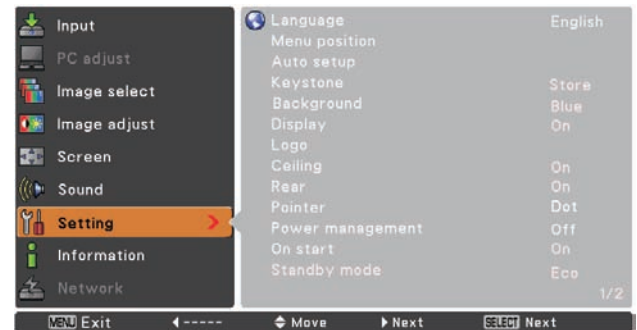 Input
PC adjust
Image select
Image adjust
Screen
Sound
Setting
Information
Network
Language English
Menu position
Auto setup
Keystone Store
Background Blue
Display On
Logo
Ceiling On
Rear On
Pointer Dot
Power management Off
On start On
Standby mode Eco
1/2
MENU Exit ◀ ----- Move ▶ Next SELECT Next